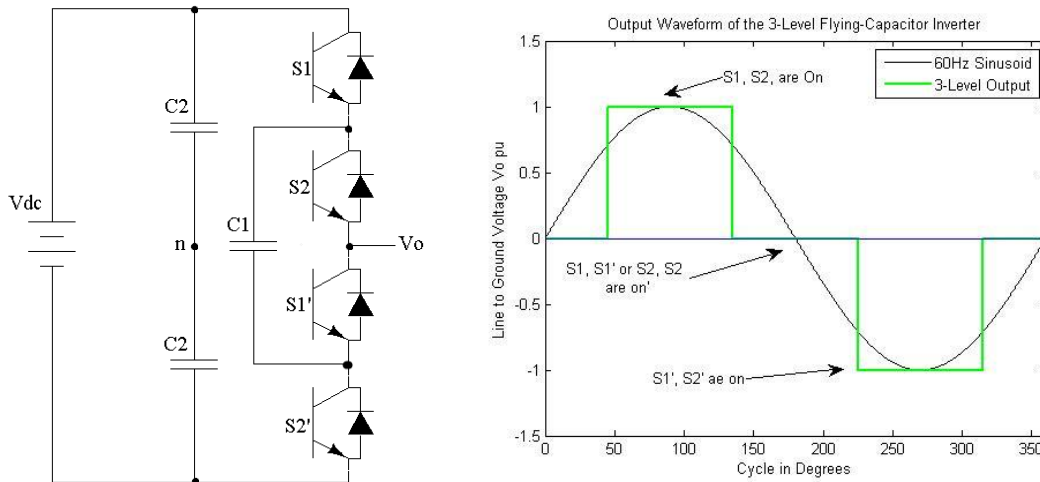 S1
C2
S2
Vdc
C1
n
Vo
S1'
C2
S2'
Output Waveform of the 3-Level Flying-Capacitor Inverter
1.5
1
0.5
0
-0.5
-1
-1.5
Line to Ground Voltage Vo pu
S1, S2, are On
60Hz Sinusoid
3-Level Output
S1, S1' or S2, S2
are on'
S1', S2' ae on
0
50
100
150
200
250
300
350
Cycle in Degrees